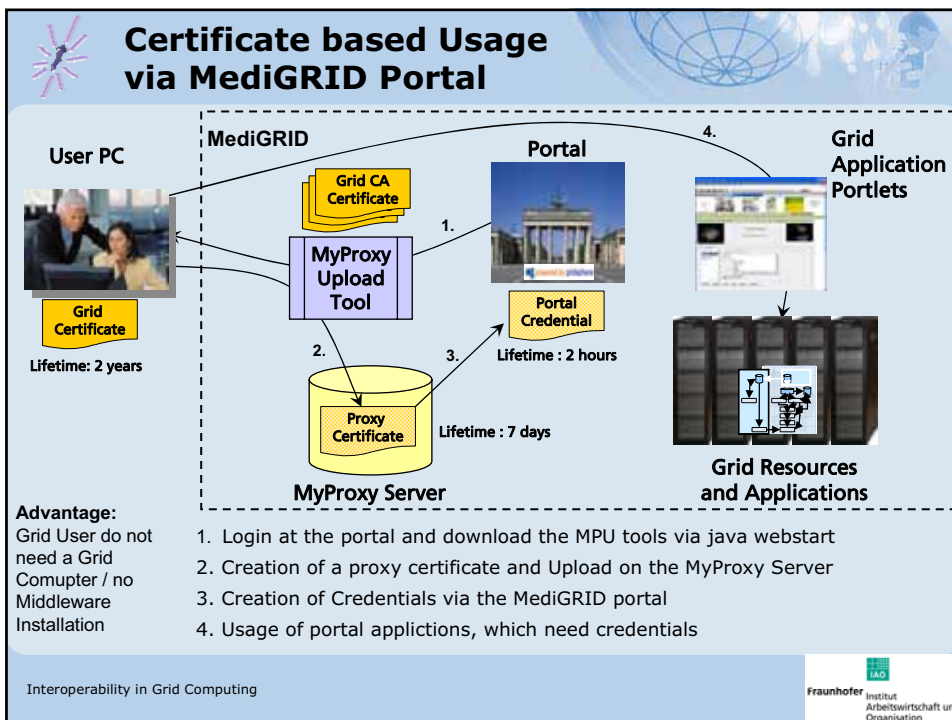 Certificate based Usage
via MediGRID Portal
MediGRID
4.
User PC
Portal
Grid
Application
Portlets
Grid CA
Certificate
1.
MyProxy
Upload
Tool
powered by gridsphere
Grid
Certificate
Portal
Credential
Lifetime: 2 years
2.
3.
Lifetime : 2 hours
Proxy
Certificate
Lifetime : 7 days
MyProxy Server
Grid Resources
and Applications
Advantage:
Grid User do not
need a Grid
Comupter / no
Middleware
Installation
1. Login at the portal and download the MPU tools via java webstart
2. Creation of a proxy certificate and Upload on the MyProxy Server
3. Creation of Credentials via the MediGRID portal
4. Usage of portal applictions, which need credentials
Interoperability in Grid Computing
IAO
Fraunhofer Institut
Arbeitswirtschaft un
Organisation